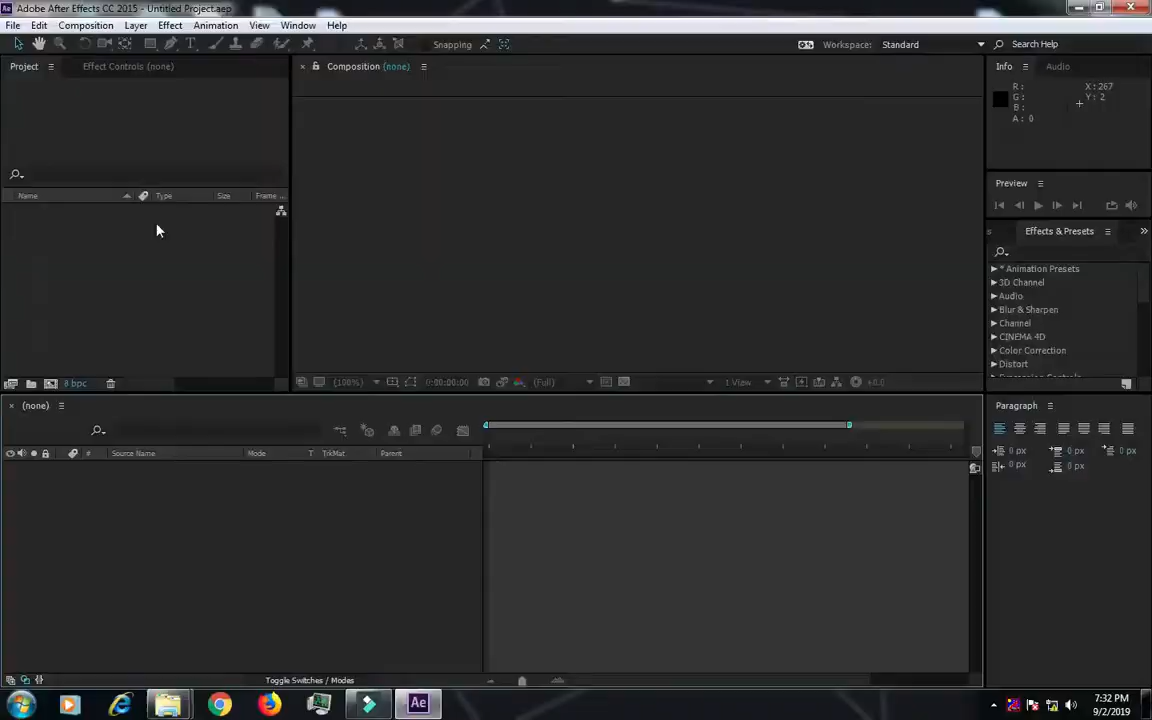 Adobe After Effects CC 2015 - Untitled Project.aep
File Edit Composition Layer Effect Animation View Window Help
Snapping Workspace: Standard Search Help
Project Effect Controls (none) Composition (none) Info Audio
R: X: 267
G: Y: 2
B:
A: 0
Preview
Name Type Size Frame ...
Effects & Presets
* Animation Presets
3D Channel
Audio
Blur & Sharpen
Channel
CINEMA 4D
Color Correction
Distort
8 bpc (100%) 0:00:00:00 (Full) 1 View +0.0
(none) Paragraph
0 px 0 px 0 px
0 px 0 px
# Source Name Mode T TrkMat Parent
Toggle Switches / Modes
Ae
7:32 PM
9/2/2019